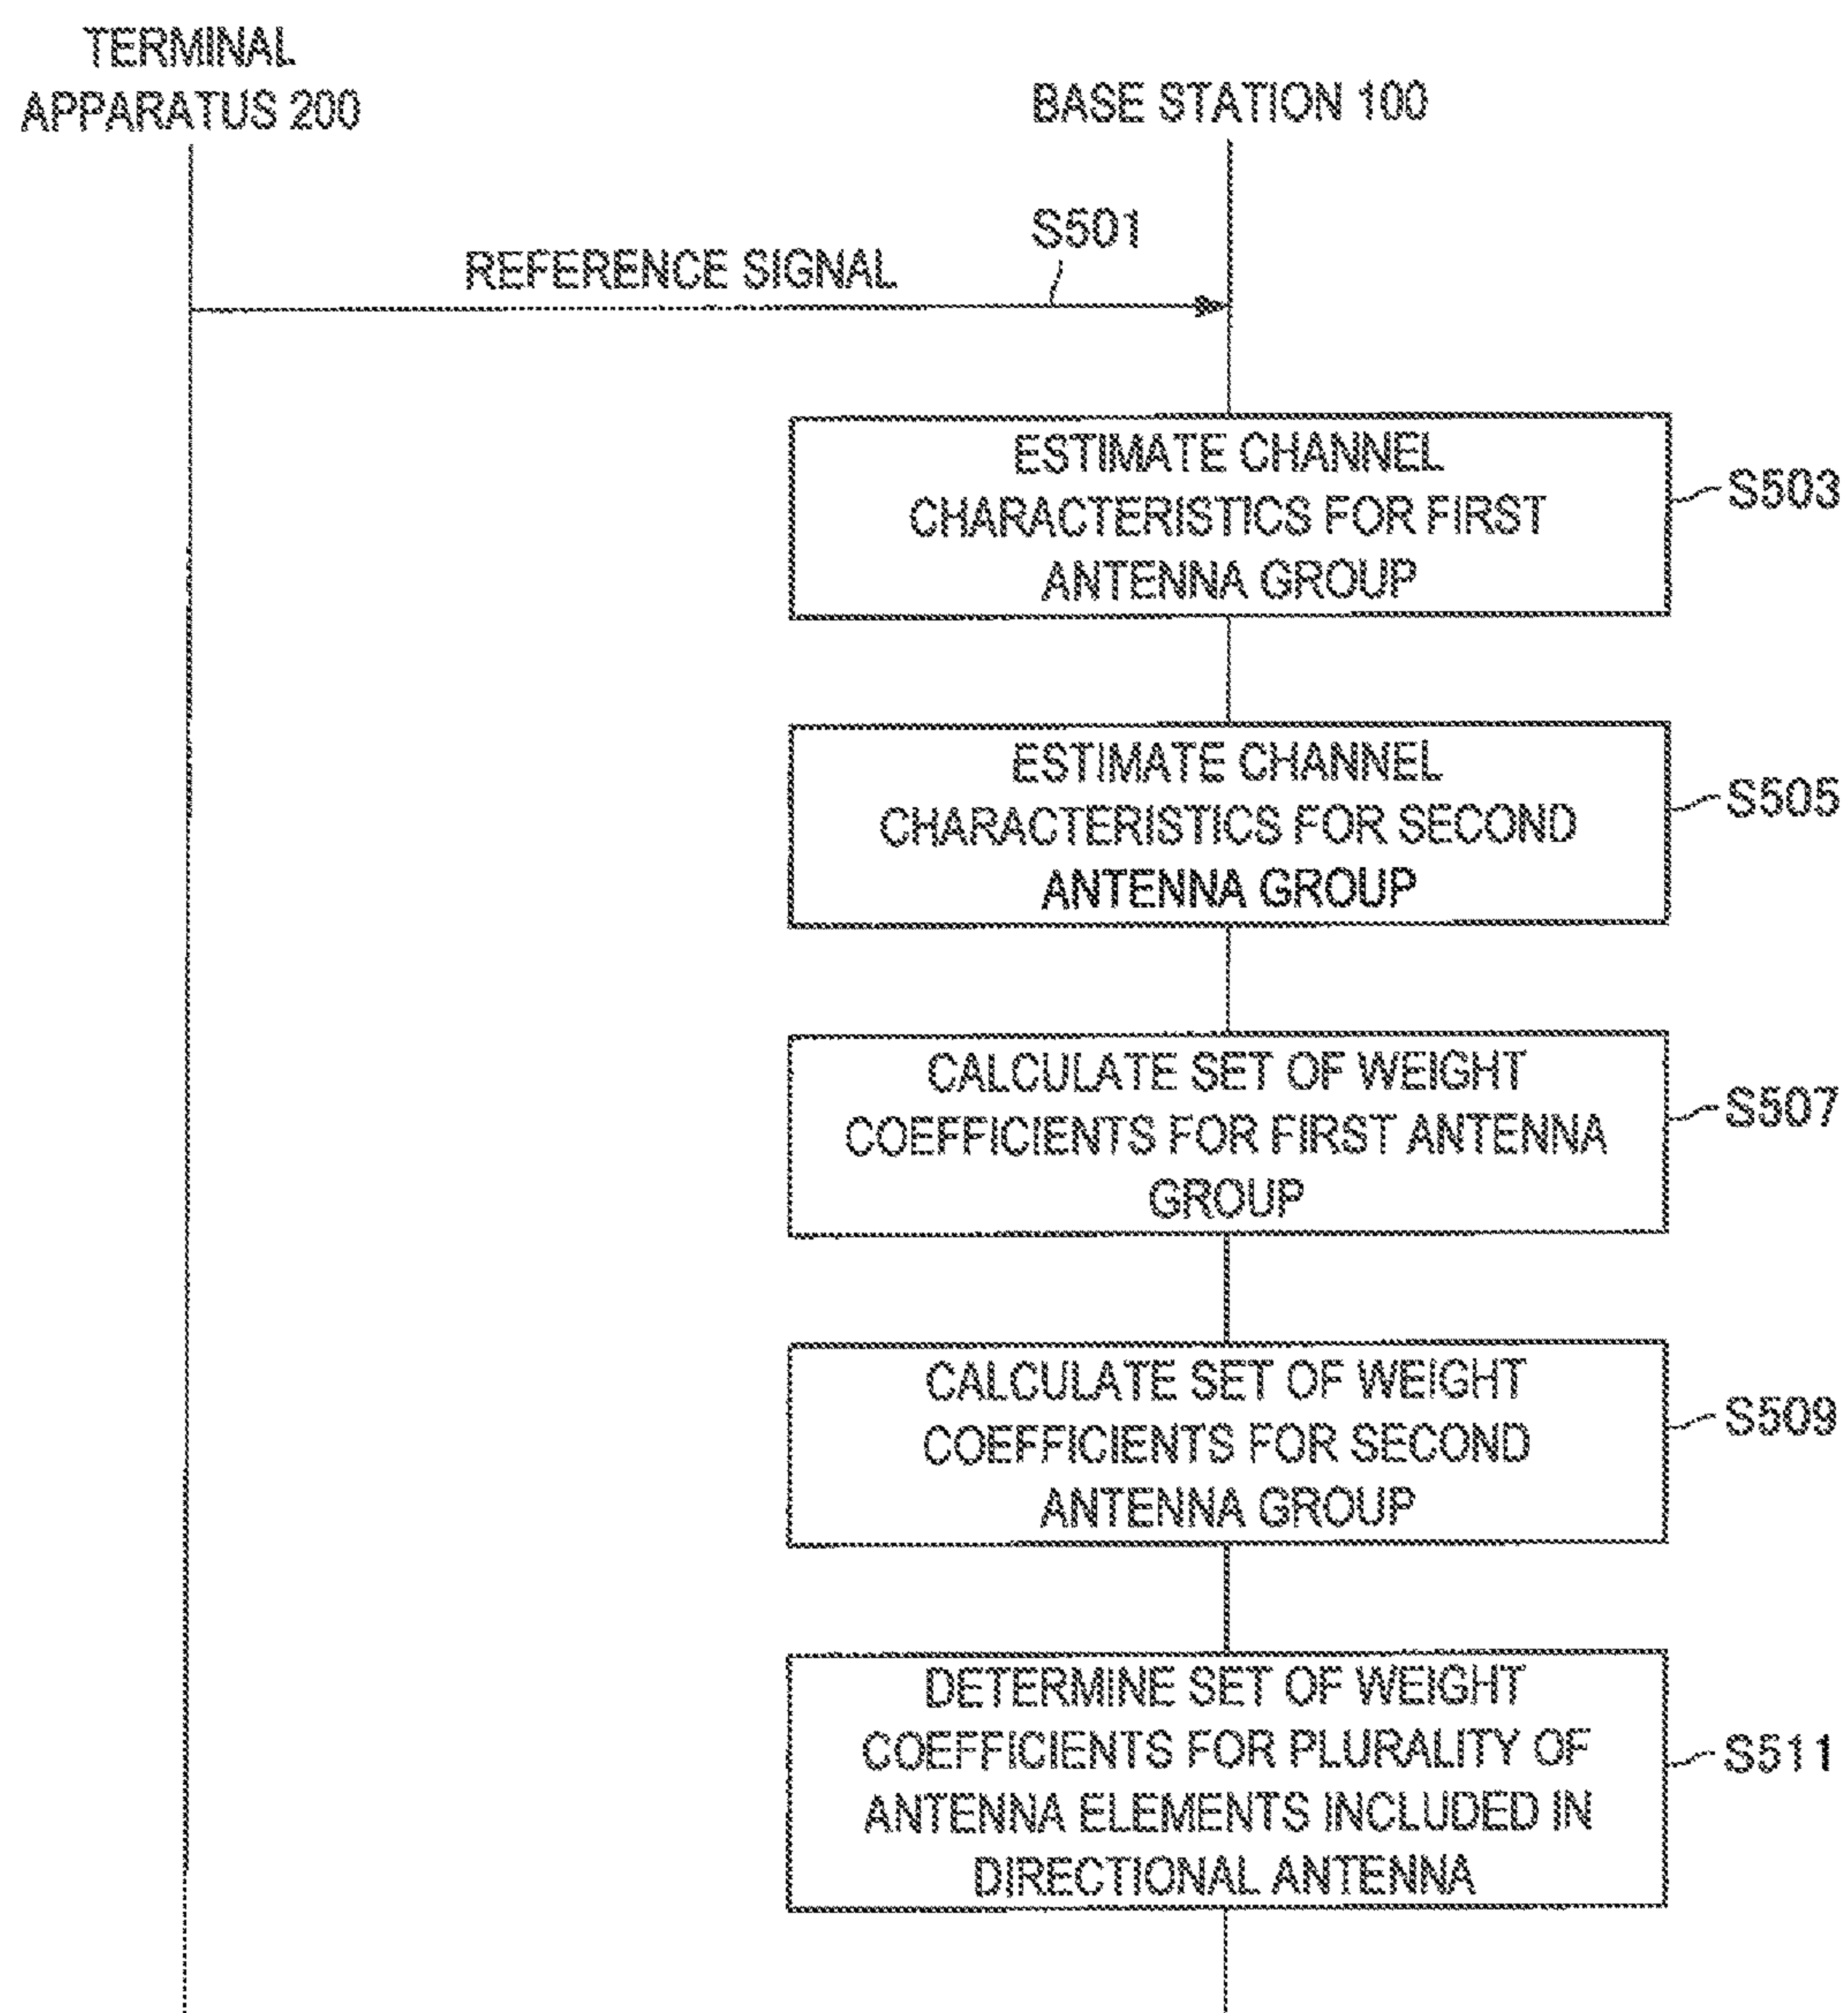 TERMINAL
APPARATUS 200
BASE STATION 100
S501
REFERENCE SIGNAL
ESTIMATE CHANNEL
CHARACTERISTICS FOR FIRST
ANTENNA GROUP
S503
ESTIMATE CHANNEL
CHARACTERISTICS FOR SECOND
ANTENNA GROUP
S505
CALCULATE SET OF WEIGHT
COEFFICIENTS FOR FIRST ANTENNA
GROUP
S507
CALCULATE SET OF WEIGHT
COEFFICIENTS FOR SECOND
ANTENNA GROUP
S509
DETERMINE SET OF WEIGHT
COEFFICIENTS FOR PLURALITY OF
ANTENNA ELEMENTS INCLUDED IN
DIRECTIONAL ANTENNA
S511